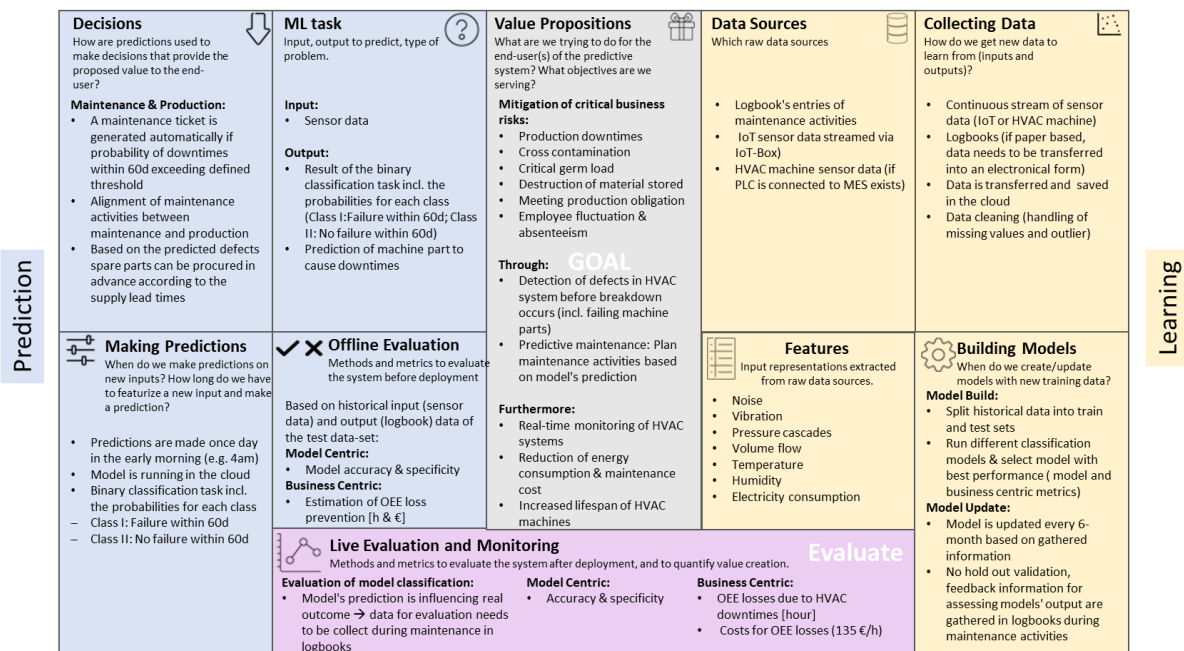 Prediction
Decisions
How are predictions used to
make decisions that provide the
proposed value to the end-
user?
Maintenance & Production:
• A maintenance ticket is
generated automatically if
probability of downtimes
within 60d exceeding defined
threshold
• Alignment of maintenance
activities between
maintenance and production
• Based on the predicted defects
spare parts can be procured in
advance according to the
supply lead times
ML task
Input, output to predict, type of
problem.
Input:
• Sensor data
Output:
• Result of the binary
classification task incl. the
probabilities for each class
(Class I:Failure within 60d; Class
II: No failure within 60d)
• Prediction of machine part to
cause downtimes
Value Propositions
What are we trying to do for the
end-user(s) of the predictive
system? What objectives are we
serving?
Mitigation of critical business
risks:
• Production downtimes
• Cross contamination
• Critical germ load
• Destruction of material stored
• Meeting production obligation
• Employee fluctuation &
absenteeism
GOAL
Through:
• Detection of defects in HVAC
system before breakdown
occurs (incl. failing machine
parts)
• Predictive maintenance: Plan
maintenance activities based
on model's prediction
Furthermore:
• Real-time monitoring of HVAC
systems
• Reduction of energy
consumption & maintenance
cost
• Increased lifespan of HVAC
machines
Data Sources
Which raw data sources
• Logbook's entries of
maintenance activities
• IoT sensor data streamed via
IoT-Box)
• HVAC machine sensor data (if
PLC is connected to MES exists)
Collecting Data
How do we get new data to
learn from (inputs and
outputs)?
• Continuous stream of sensor
data (IoT or HVAC machine)
• Logbooks (if paper based,
data needs to be transferred
into an electronical form)
• Data is transferred and saved
in the cloud
• Data cleaning (handling of
missing values and outlier)
Learning
Making Predictions
When do we make predictions on
new inputs? How long do we have
to featurize a new input and make
a prediction?
• Predictions are made once day
in the early morning (e.g. 4am)
• Model is running in the cloud
• Binary classification task incl.
the probabilities for each class
– Class I: Failure within 60d
– Class II: No failure within 60d
Offline Evaluation
Methods and metrics to evaluate
the system before deployment
Based on historical input (sensor
data) and output (logbook) data of
the test data-set:
Model Centric:
• Model accuracy & specificity
Business Centric:
• Estimation of OEE loss
prevention [h & €]
Features
Input representations extracted
from raw data sources.
• Noise
• Vibration
• Pressure cascades
• Volume flow
• Temperature
• Humidity
• Electricity consumption
Building Models
When do we create/update
models with new training data?
Model Build:
• Split historical data into train
and test sets
• Run different classification
models & select model with
best performance ( model and
business centric metrics)
Model Update:
• Model is updated every 6-
month based on gathered
information
• No hold out validation,
feedback information for
assessing models' output are
gathered in logbooks during
maintenance activities
Live Evaluation and Monitoring
Evaluate
Methods and metrics to evaluate the system after deployment, and to quantify value creation.
Evaluation of model classification:
• Model's prediction is influencing real
outcome → data for evaluation needs
to be collect during maintenance in
logbooks
Model Centric:
• Accuracy & specificity
Business Centric:
• OEE losses due to HVAC
downtimes [hour]
• Costs for OEE losses (135 €/h)